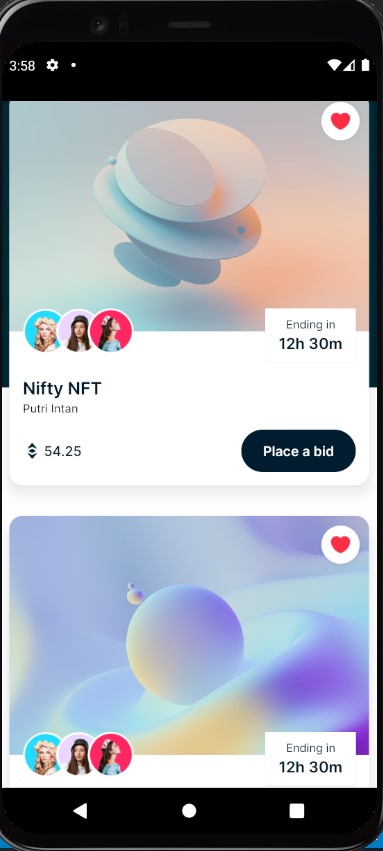 3:58
Ending in
12h 30m
Nifty NFT
Putri Intan
54.25
Place a bid
Ending in
12h 30m